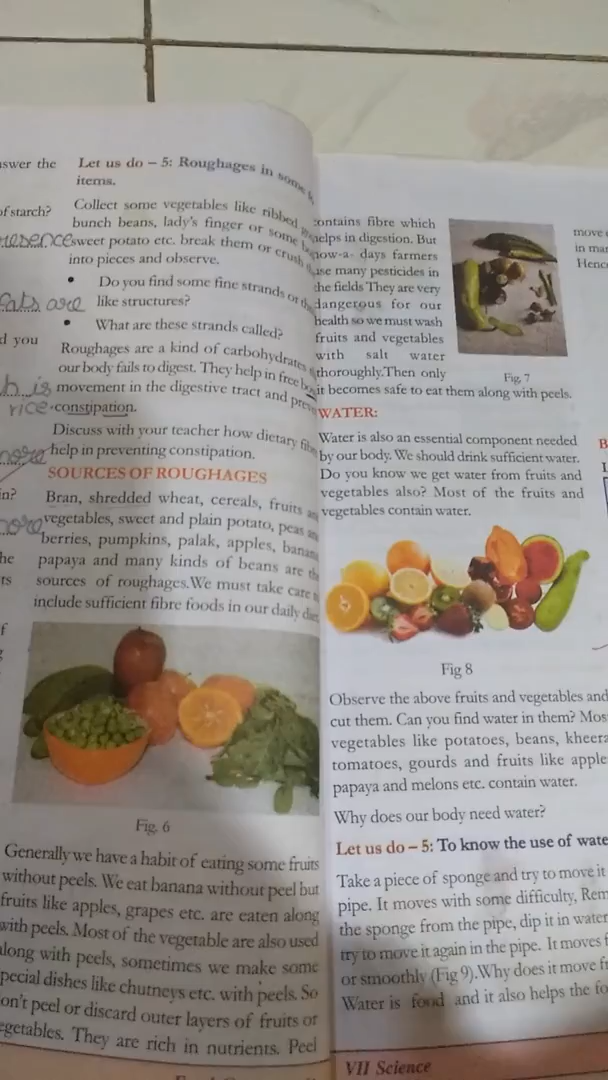 swer the
of starch?
resence
fats are
d you
h is
rice
more
in?
more
he
ts
f
Let us do – 5: Roughages in some
items.
Collect some vegetables like ribbed
bunch beans, lady's finger or some
sweet potato etc. break them or crush
into pieces and observe.
• Do you find some fine strands or
like structures?
• What are these strands called?
Roughages are a kind of carbohydrates
our body fails to digest. They help in free
movement in the digestive tract and
constipation.
Discuss with your teacher how dietary
help in preventing constipation.
SOURCES OF ROUGHAGES
Bran, shredded wheat, cereals, fruits
vegetables, sweet and plain potato, peas
berries, pumpkins, palak, apples,
papaya and many kinds of beans are
sources of roughages.We must take care
include sufficient fibre foods in our daily
Fig. 6
Generally we have a habit of eating some fruits
without peels. We eat banana without peel but
fruits like apples, grapes etc. are eaten along
with peels. Most of the vegetable are also used
along with peels, sometimes we make some
pecial dishes like chutneys etc. with peels. So
on't peel or discard outer layers of fruits or
egetables. They are rich in nutrients. Peel
contains fibre which
helps in digestion. But
now-a- days farmers
use many pesticides in
the fields They are very
dangerous for our
health so we must wash
fruits and vegetables
with salt water
thoroughly.Then only
it becomes safe to eat them along with peels.
Fig. 7
WATER:
Water is also an essential component needed
by our body. We should drink sufficient water.
Do you know we get water from fruits and
vegetables also? Most of the fruits and
vegetables contain water.
Fig 8
Observe the above fruits and vegetables and
cut them. Can you find water in them? Mos
vegetables like potatoes, beans, kheera
tomatoes, gourds and fruits like apple
papaya and melons etc. contain water.
Why does our body need water?
Let us do – 5: To know the use of wate
Take a piece of sponge and try to move it
pipe. It moves with some difficulty, Rem
the sponge from the pipe, dip it in water
try to move it again in the pipe. It moves f
or smoothly (Fig 9).Why does it move fr
Water is food and it also helps the fo
VII Science
move
in mar
Hence
B